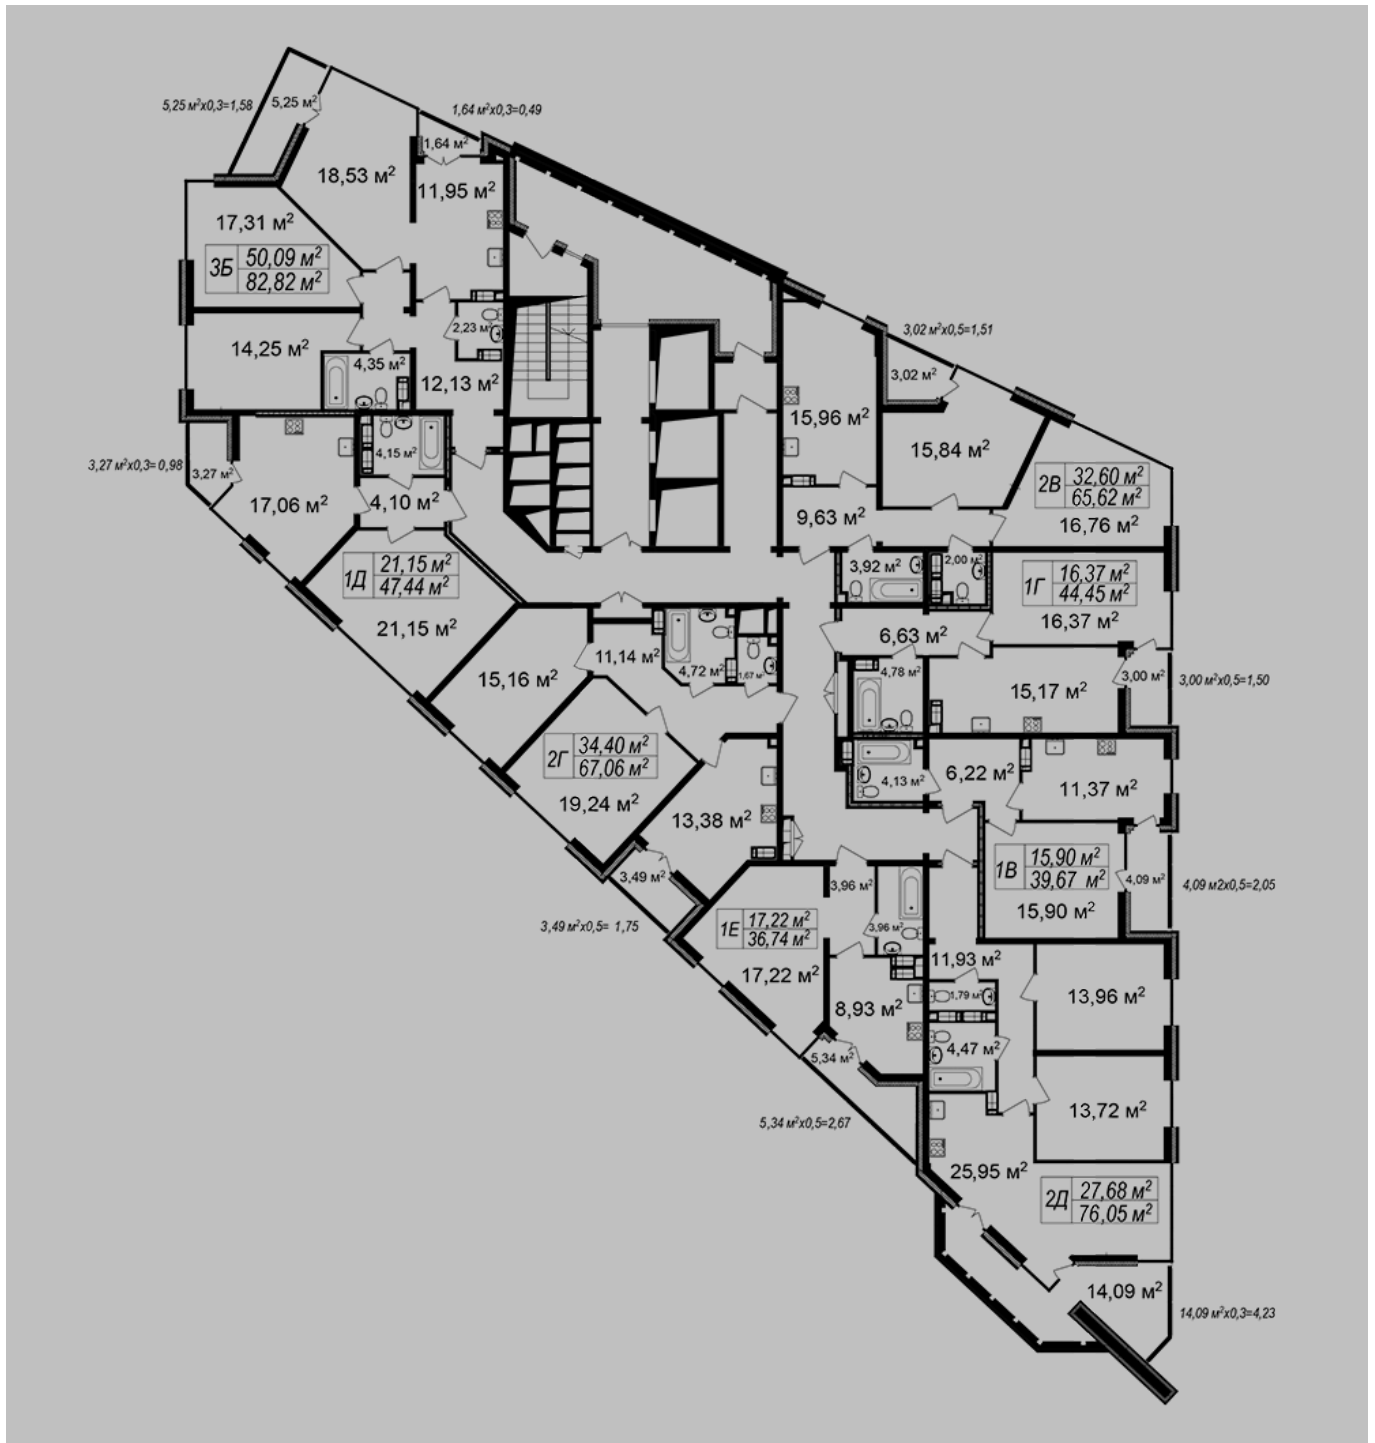 5,25 м²х0,3=1,58
5,25 м²
1,64 м²х0,3=0,49
1,64 м²
18,53 м²
11,95 м²
17,31 м²
3Б
50,09 м²
82,82 м²
2,23 м²
14,25 м²
4,35 м²
12,13 м²
3,02 м²х0,5=1,51
3,02 м²
15,96 м²
15,84 м²
3,27 м²х0,3= 0,98
3,27 м²
4,15 м²
17,06 м²
4,10 м²
2В
32,60 м²
65,62 м²
16,76 м²
9,63 м²
3,92 м²
2,00 м²
1Д
21,15 м²
47,44 м²
21,15 м²
1Г
16,37 м²
44,45 м²
16,37 м²
6,63 м²
11,14 м²
4,72 м²
1,67 м²
15,16 м²
4,78 м²
15,17 м²
3,00 м²
3,00 м²х0,5=1,50
2Г
34,40 м²
67,06 м²
19,24 м²
13,38 м²
4,13 м²
6,22 м²
11,37 м²
3,49 м²
3,49 м²х0,5= 1,75
1В
15,90 м²
39,67 м²
15,90 м²
4,09 м²
4,09 м2х0,5=2,05
3,96 м²
3,96 м²
1Е
17,22 м²
36,74 м²
17,22 м²
8,93 м²
5,34 м²
5,34 м²х0,5=2,67
11,93 м²
1,79 м²
13,96 м²
4,47 м²
13,72 м²
25,95 м²
2Д
27,68 м²
76,05 м²
14,09 м²
14,09 м²х0,3=4,23